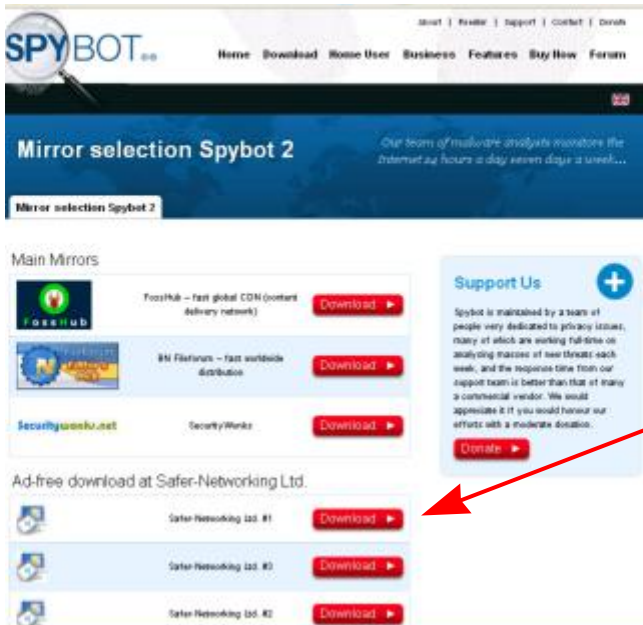 About | Reseller | Support | Contact | Donate
SPYBOT
Home Download Home User Business Features Buy Now Forum
Mirror selection Spybot 2
Our team of malware analysts monitors the
Internet 24 hours a day seven days a week...
Mirror selection Spybot 2
Main Mirrors
FossHub
FossHub – fast global CDN (content
delivery network)
Download
BN Fileforum – fast worldwide
distribution
Download
Securitywonks.net
SecurityWonks
Download
Support Us
Spybot is maintained by a team of
people very dedicated to privacy issues,
many of which are working full-time on
analyzing masses of new threats each
week, and the response time from our
support team is better than that of many
a commercial vendor. We would
appreciate it if you would honour our
efforts with a moderate donation.
Donate
Ad-free download at Safer-Networking Ltd.
Safer-Networking Ltd. #1
Download
Safer-Networking Ltd. #3
Download
Safer-Networking Ltd. #2
Download